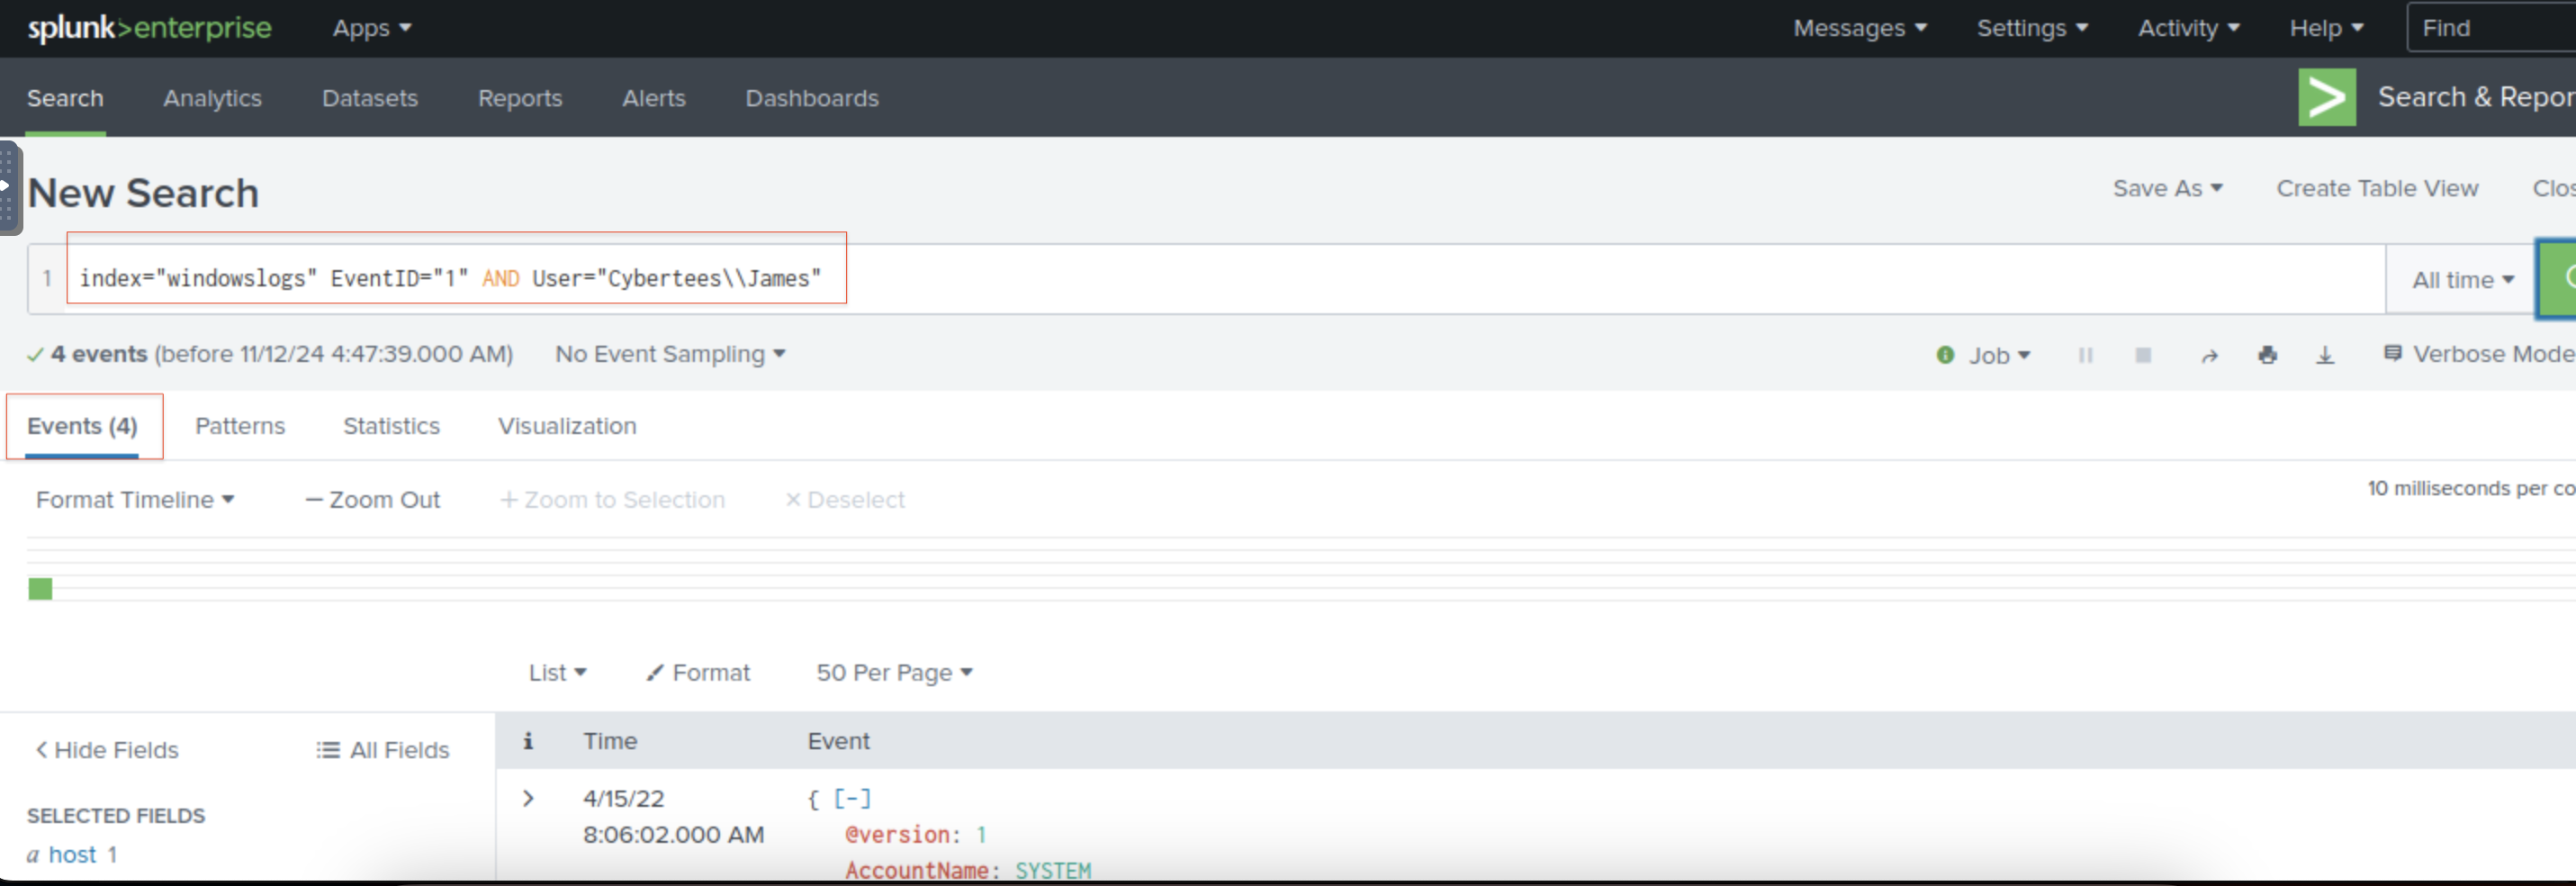 splunk>enterprise Apps Messages Settings Activity Help Find
Search Analytics Datasets Reports Alerts Dashboards Search & Repor
New Search Save As Create Table View Clos
1 index="windowslogs" EventID="1" AND User="Cybertees\\James" All time
4 events (before 11/12/24 4:47:39.000 AM) No Event Sampling Job Verbose Mode
Events (4) Patterns Statistics Visualization
Format Timeline — Zoom Out + Zoom to Selection × Deselect 10 milliseconds per co
List Format 50 Per Page
< Hide Fields All Fields i Time Event
> 4/15/22 { [-]
SELECTED FIELDS
8:06:02.000 AM @version: 1
a host 1
AccountName: SYSTEM